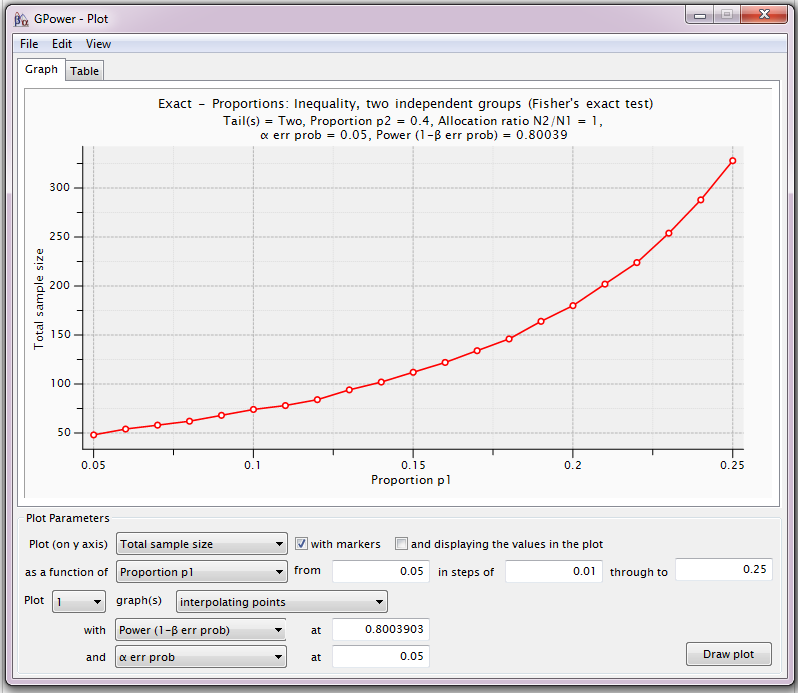 GPower - Plot
File Edit View
Graph Table
Exact – Proportions: Inequality, two independent groups (Fisher's exact test)
Tail(s) = Two, Proportion p2 = 0.4, Allocation ratio N2/N1 = 1,
α err prob = 0.05, Power (1-β err prob) = 0.80039
Total sample size
300
250
200
150
100
50
0.05 0.1 0.15 0.2 0.25
Proportion p1
Plot Parameters
Plot (on y axis) Total sample size with markers and displaying the values in the plot
as a function of Proportion p1 from 0.05 in steps of 0.01 through to 0.25
Plot 1 graph(s) interpolating points
with Power (1-β err prob) at 0.8003903
and α err prob at 0.05
Draw plot